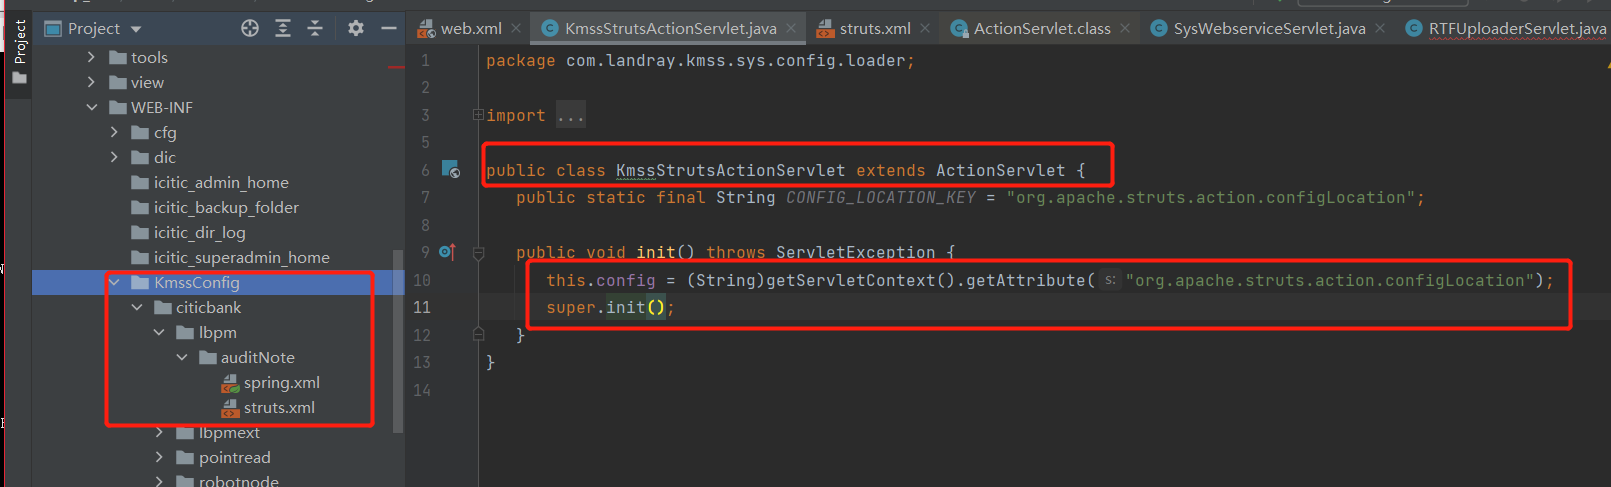 Project
Project
tools
view
WEB-INF
cfg
dic
icitic_admin_home
icitic_backup_folder
icitic_dir_log
icitic_superadmin_home
KmssConfig
citicbank
lbpm
auditNote
spring.xml
struts.xml
lbpmext
pointread
robotnode
web.xml KmssStrutsActionServlet.java struts.xml ActionServlet.class SysWebserviceServlet.java RTFUploaderServlet.java
1 package com.landray.kmss.sys.config.loader;
2
3 import ...
5
6 public class KmssStrutsActionServlet extends ActionServlet {
7 public static final String CONFIG_LOCATION_KEY = "org.apache.struts.action.configLocation";
8
9 public void init() throws ServletException {
10 this.config = (String)getServletContext().getAttribute( s: "org.apache.struts.action.configLocation");
11 super.init();
12 }
13 }
14